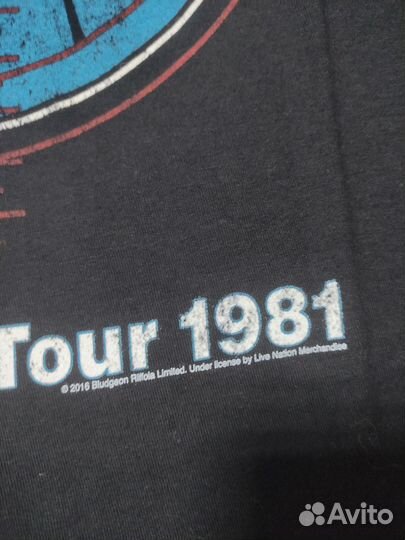 Tour 1981
© 2016 Bludgeon Riffola Limited. Under license by Live Nation Merchandise
Avito